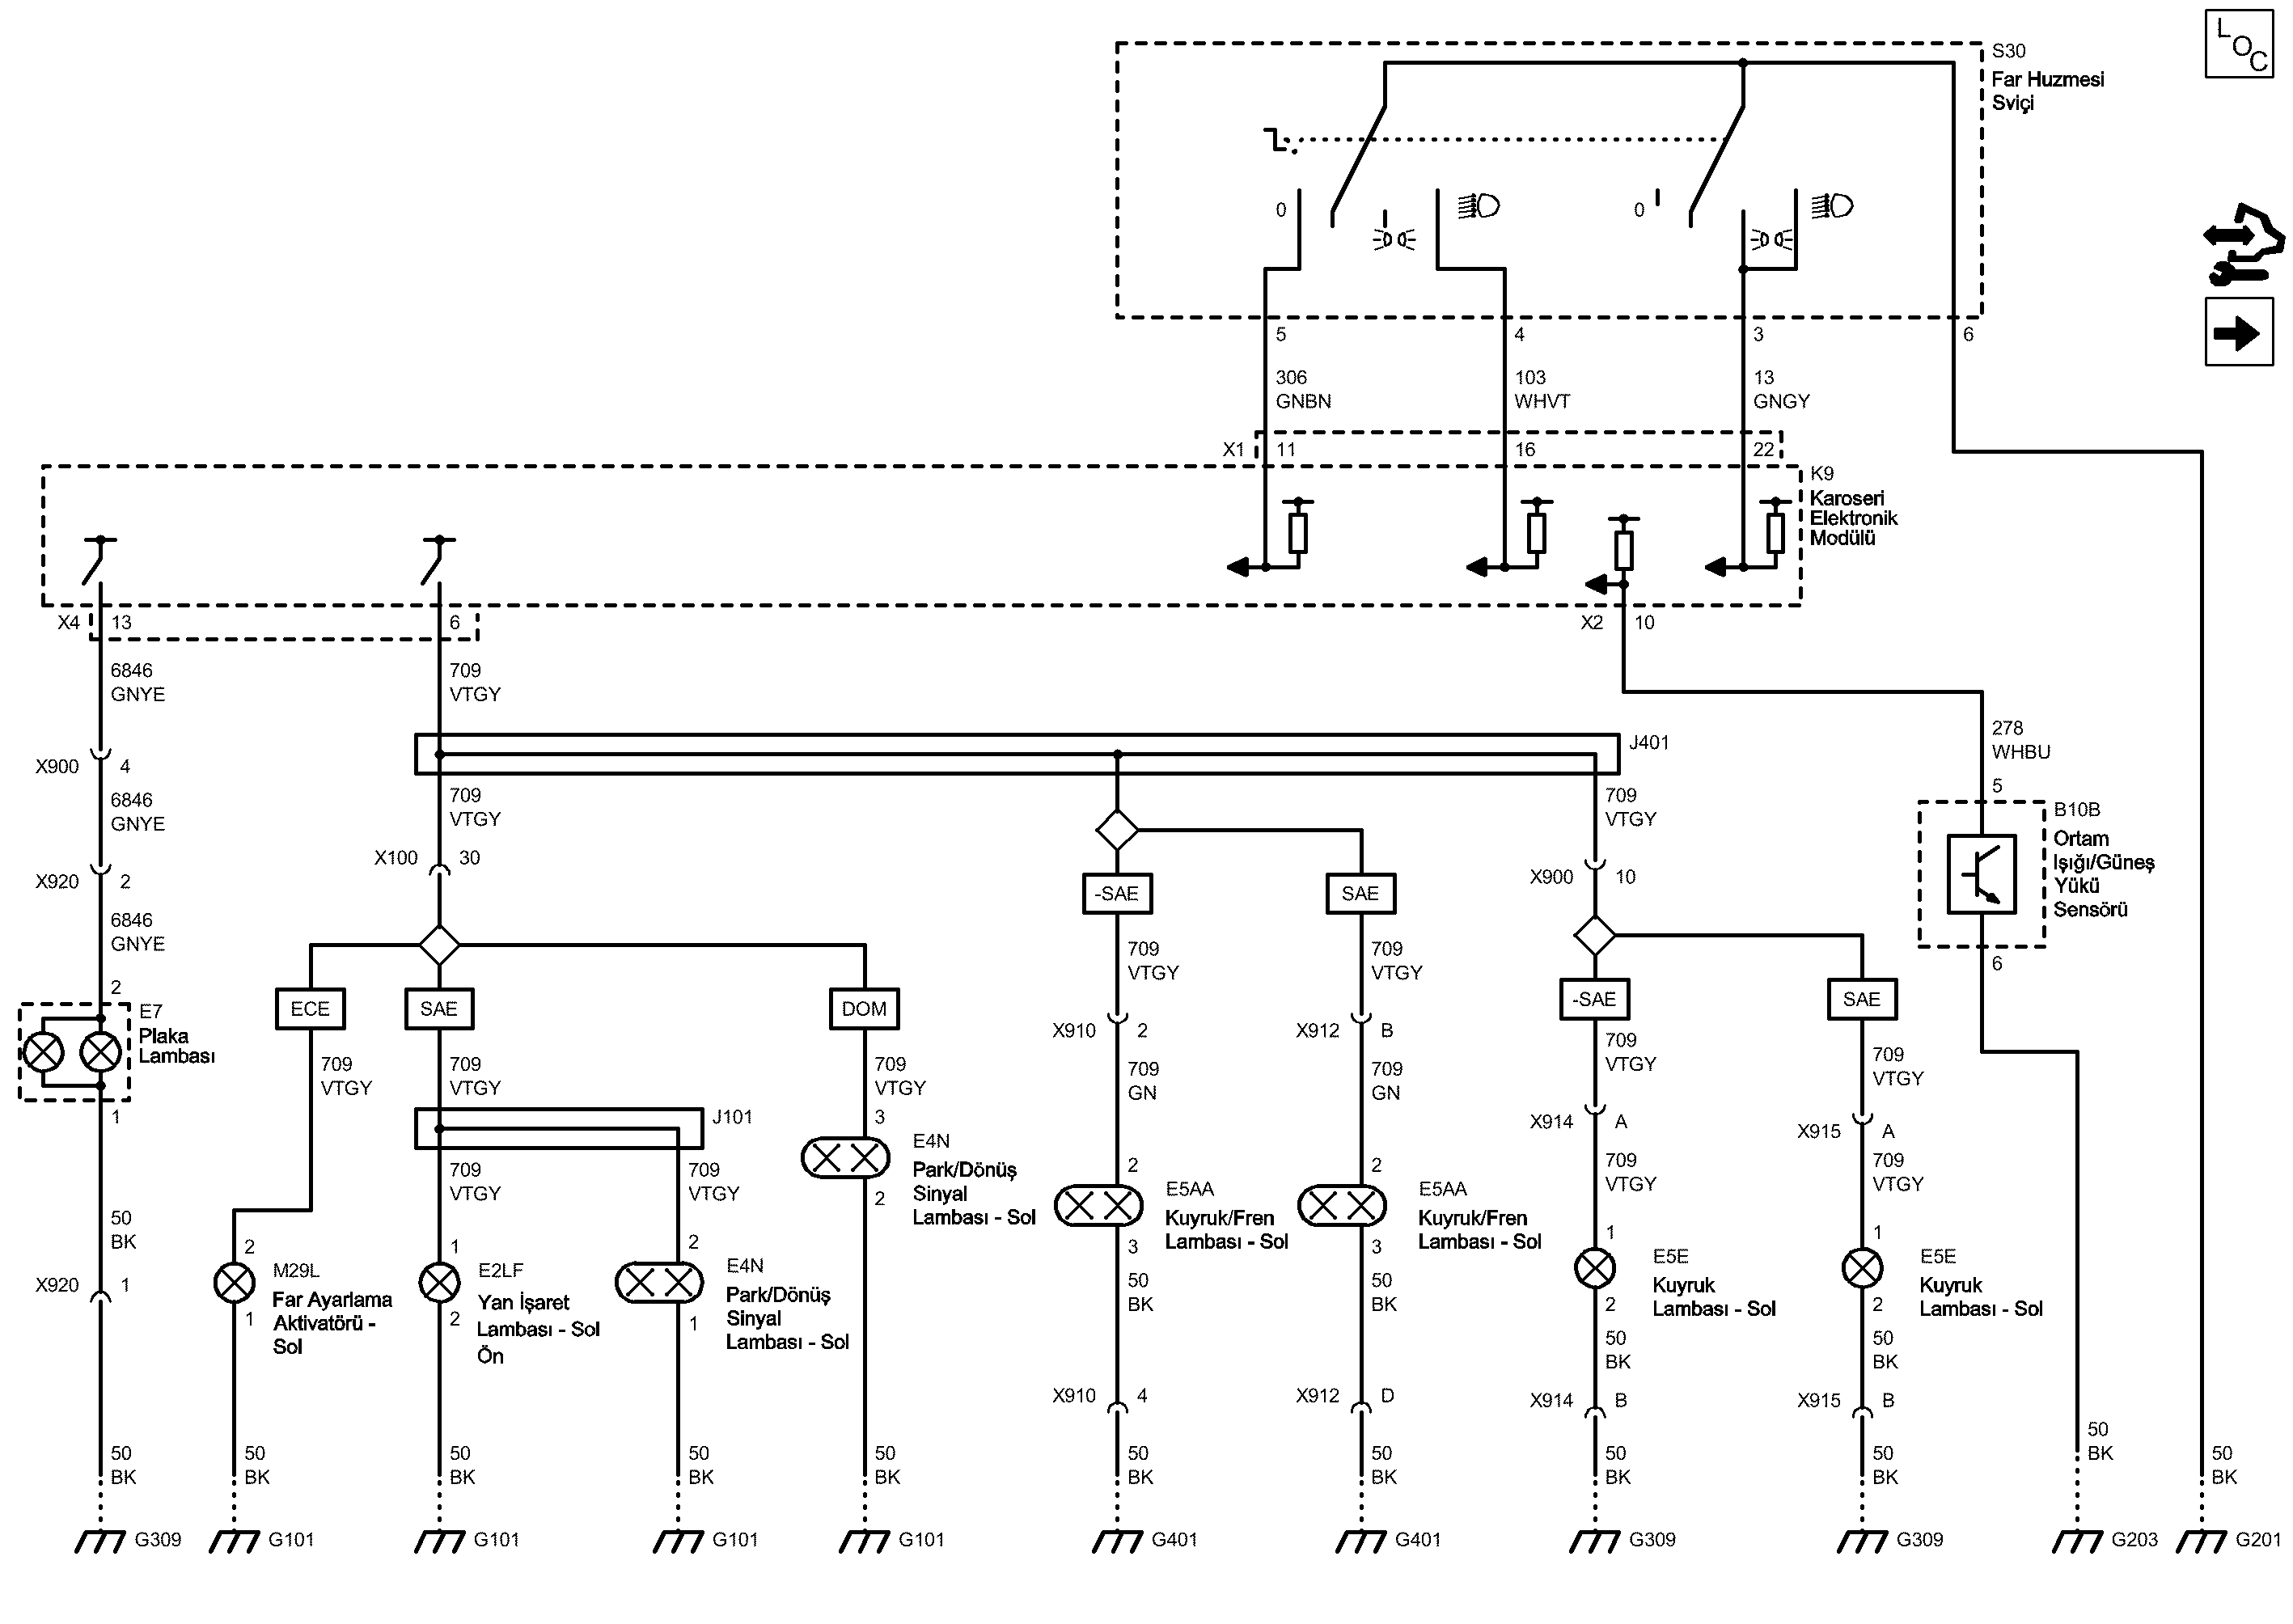 LOC
S30
Far Huzmesi
Sviçi
0
0
5
4
3
6
306
GNBN
103
WHVT
13
GNGY
X1
11
16
22
K9
Karoseri
Elektronik
Modülü
X4
13
6
X2
10
6846
GNYE
709
VTGY
278
WHBU
J401
X900
4
6846
GNYE
709
VTGY
709
VTGY
5
B10B
Ortam
Işığı/Güneş
Yükü
Sensörü
6
X100
30
X920
2
-SAE
SAE
X900
10
6846
GNYE
709
VTGY
709
VTGY
2
E7
Plaka
Lambası
1
ECE
SAE
DOM
-SAE
SAE
X910
2
X912
B
709
VTGY
709
VTGY
709
VTGY
709
GN
709
GN
709
VTGY
709
VTGY
J101
3
E4N
Park/Dönüş
Sinyal
Lambası - Sol
2
X914
A
X915
A
709
VTGY
709
VTGY
2
E5AA
Kuyruk/Fren
Lambası - Sol
3
2
E5AA
Kuyruk/Fren
Lambası - Sol
3
709
VTGY
709
VTGY
50
BK
X920
1
2
M29L
Far Ayarlama
Aktivatörü -
Sol
1
1
E2LF
Yan İşaret
Lambası - Sol
Ön
2
2
E4N
Park/Dönüş
Sinyal
Lambası - Sol
1
1
E5E
Kuyruk
Lambası - Sol
2
1
E5E
Kuyruk
Lambası - Sol
2
50
BK
50
BK
50
BK
50
BK
X910
4
X912
D
X914
B
X915
B
50
BK
50
BK
50
BK
50
BK
50
BK
50
BK
50
BK
50
BK
50
BK
50
BK
50
BK
G309
G101
G101
G101
G101
G401
G401
G309
G309
G203
G201